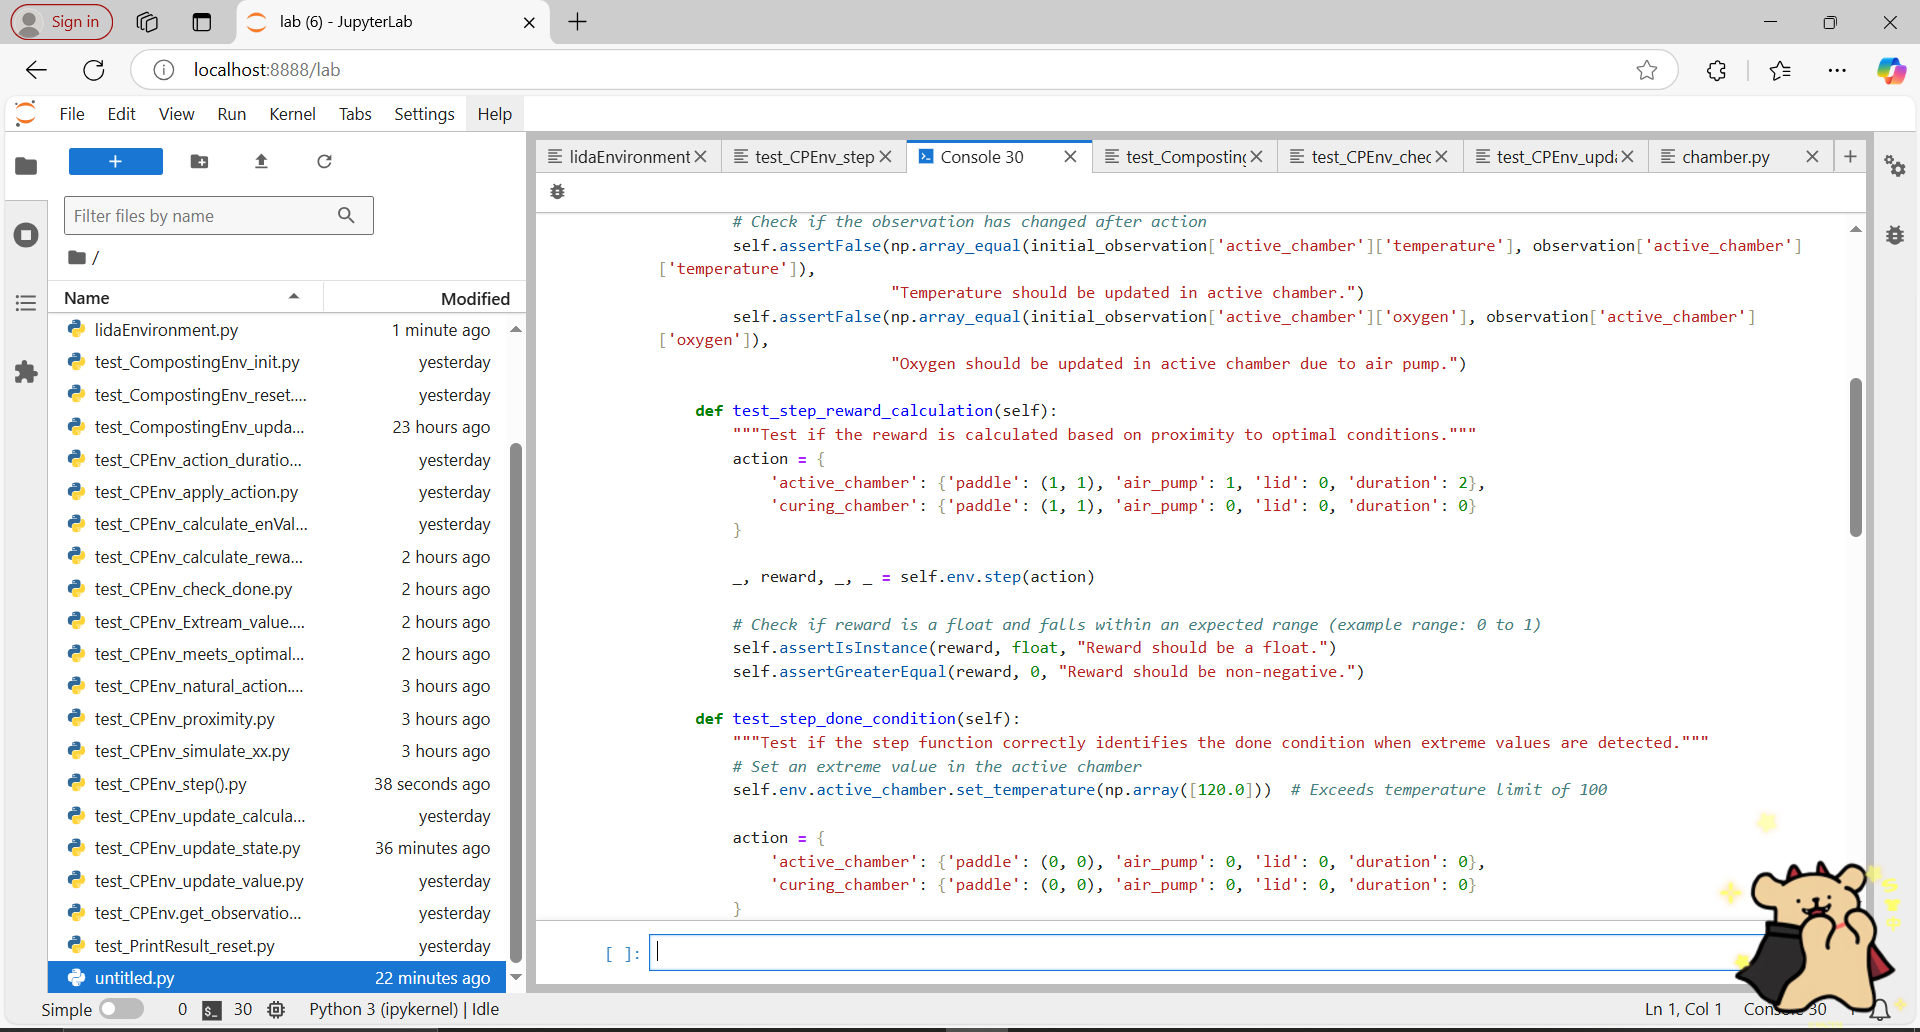 Sign in
lab (6) - JupyterLab
localhost:8888/lab
File Edit View Run Kernel Tabs Settings Help
Filter files by name
/
Name Modified
lidaEnvironment.py 1 minute ago
test_CompostingEnv_init.py yesterday
test_CompostingEnv_reset.... yesterday
test_CompostingEnv_upda... 23 hours ago
test_CPEnv_action_duratio... yesterday
test_CPEnv_apply_action.py yesterday
test_CPEnv_calculate_enVal... yesterday
test_CPEnv_calculate_rewa... 2 hours ago
test_CPEnv_check_done.py 2 hours ago
test_CPEnv_Extream_value.... 2 hours ago
test_CPEnv_meets_optimal... 2 hours ago
test_CPEnv_natural_action.... 3 hours ago
test_CPEnv_proximity.py 3 hours ago
test_CPEnv_simulate_xx.py 3 hours ago
test_CPEnv_step().py 38 seconds ago
test_CPEnv_update_calcula... yesterday
test_CPEnv_update_state.py 36 minutes ago
test_CPEnv_update_value.py yesterday
test_CPEnv.get_observatio... yesterday
test_PrintResult_reset.py yesterday
untitled.py 22 minutes ago
lidaEnvironment test_CPEnv_step Console 30 test_Composting test_CPEnv_chec test_CPEnv_upda chamber.py
# Check if the observation has changed after action
self.assertFalse(np.array_equal(initial_observation['active_chamber']['temperature'], observation['active_chamber']
['temperature']),
"Temperature should be updated in active chamber.")
self.assertFalse(np.array_equal(initial_observation['active_chamber']['oxygen'], observation['active_chamber']
['oxygen']),
"Oxygen should be updated in active chamber due to air pump.")
def test_step_reward_calculation(self):
"""Test if the reward is calculated based on proximity to optimal conditions."""
action = {
'active_chamber': {'paddle': (1, 1), 'air_pump': 1, 'lid': 0, 'duration': 2},
'curing_chamber': {'paddle': (1, 1), 'air_pump': 0, 'lid': 0, 'duration': 0}
}
_, reward, _, _ = self.env.step(action)
# Check if reward is a float and falls within an expected range (example range: 0 to 1)
self.assertIsInstance(reward, float, "Reward should be a float.")
self.assertGreaterEqual(reward, 0, "Reward should be non-negative.")
def test_step_done_condition(self):
"""Test if the step function correctly identifies the done condition when extreme values are detected."""
# Set an extreme value in the active chamber
self.env.active_chamber.set_temperature(np.array([120.0])) # Exceeds temperature limit of 100
action = {
'active_chamber': {'paddle': (0, 0), 'air_pump': 0, 'lid': 0, 'duration': 0},
'curing_chamber': {'paddle': (0, 0), 'air_pump': 0, 'lid': 0, 'duration': 0}
}
[ ]:
Simple 0 30 Python 3 (ipykernel) | Idle Ln 1, Col 1 30